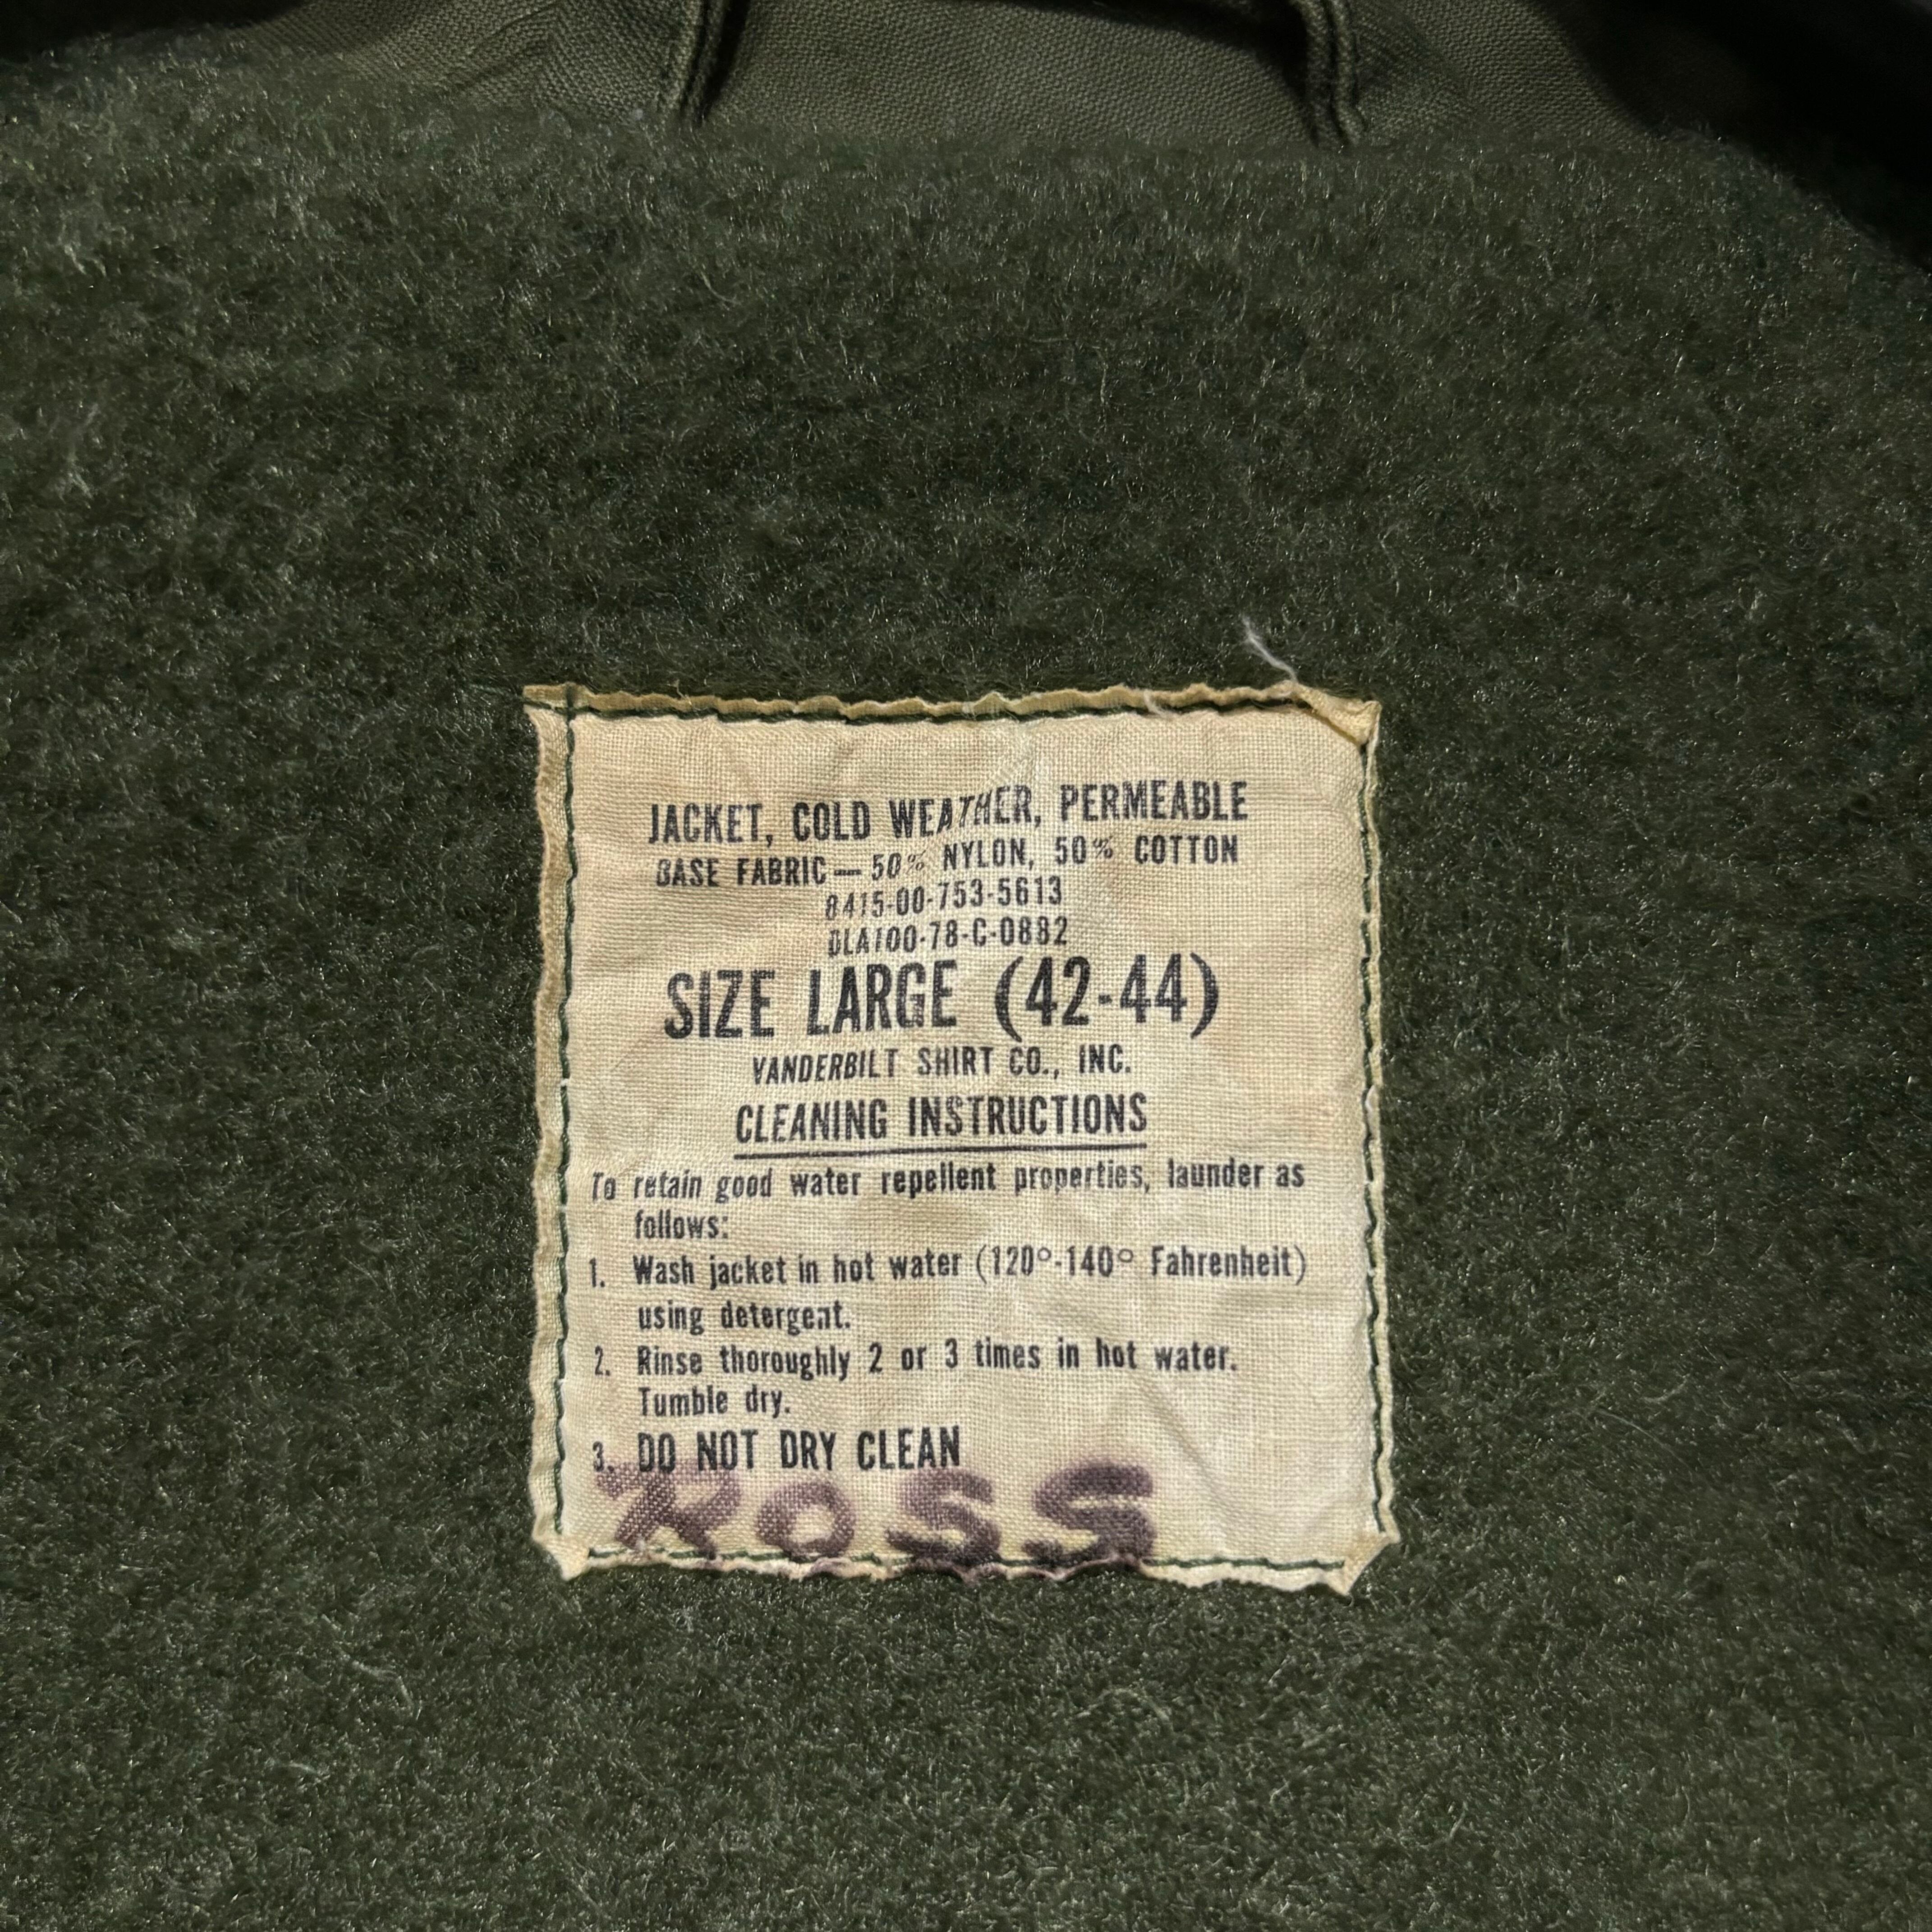 JACKET, COLD WEATHER, PERMEABLE
BASE FABRIC — 50% NYLON, 50% COTTON
8415-00-753-5613
DLA100-78-C-0882
SIZE LARGE (42-44)
VANDERBILT SHIRT CO., INC.
CLEANING INSTRUCTIONS
To retain good water repellent properties, launder as
follows:
1. Wash jacket in hot water (120°-140° Fahrenheit)
using detergent.
2. Rinse thoroughly 2 or 3 times in hot water.
Tumble dry.
3. DO NOT DRY CLEAN
ROSS